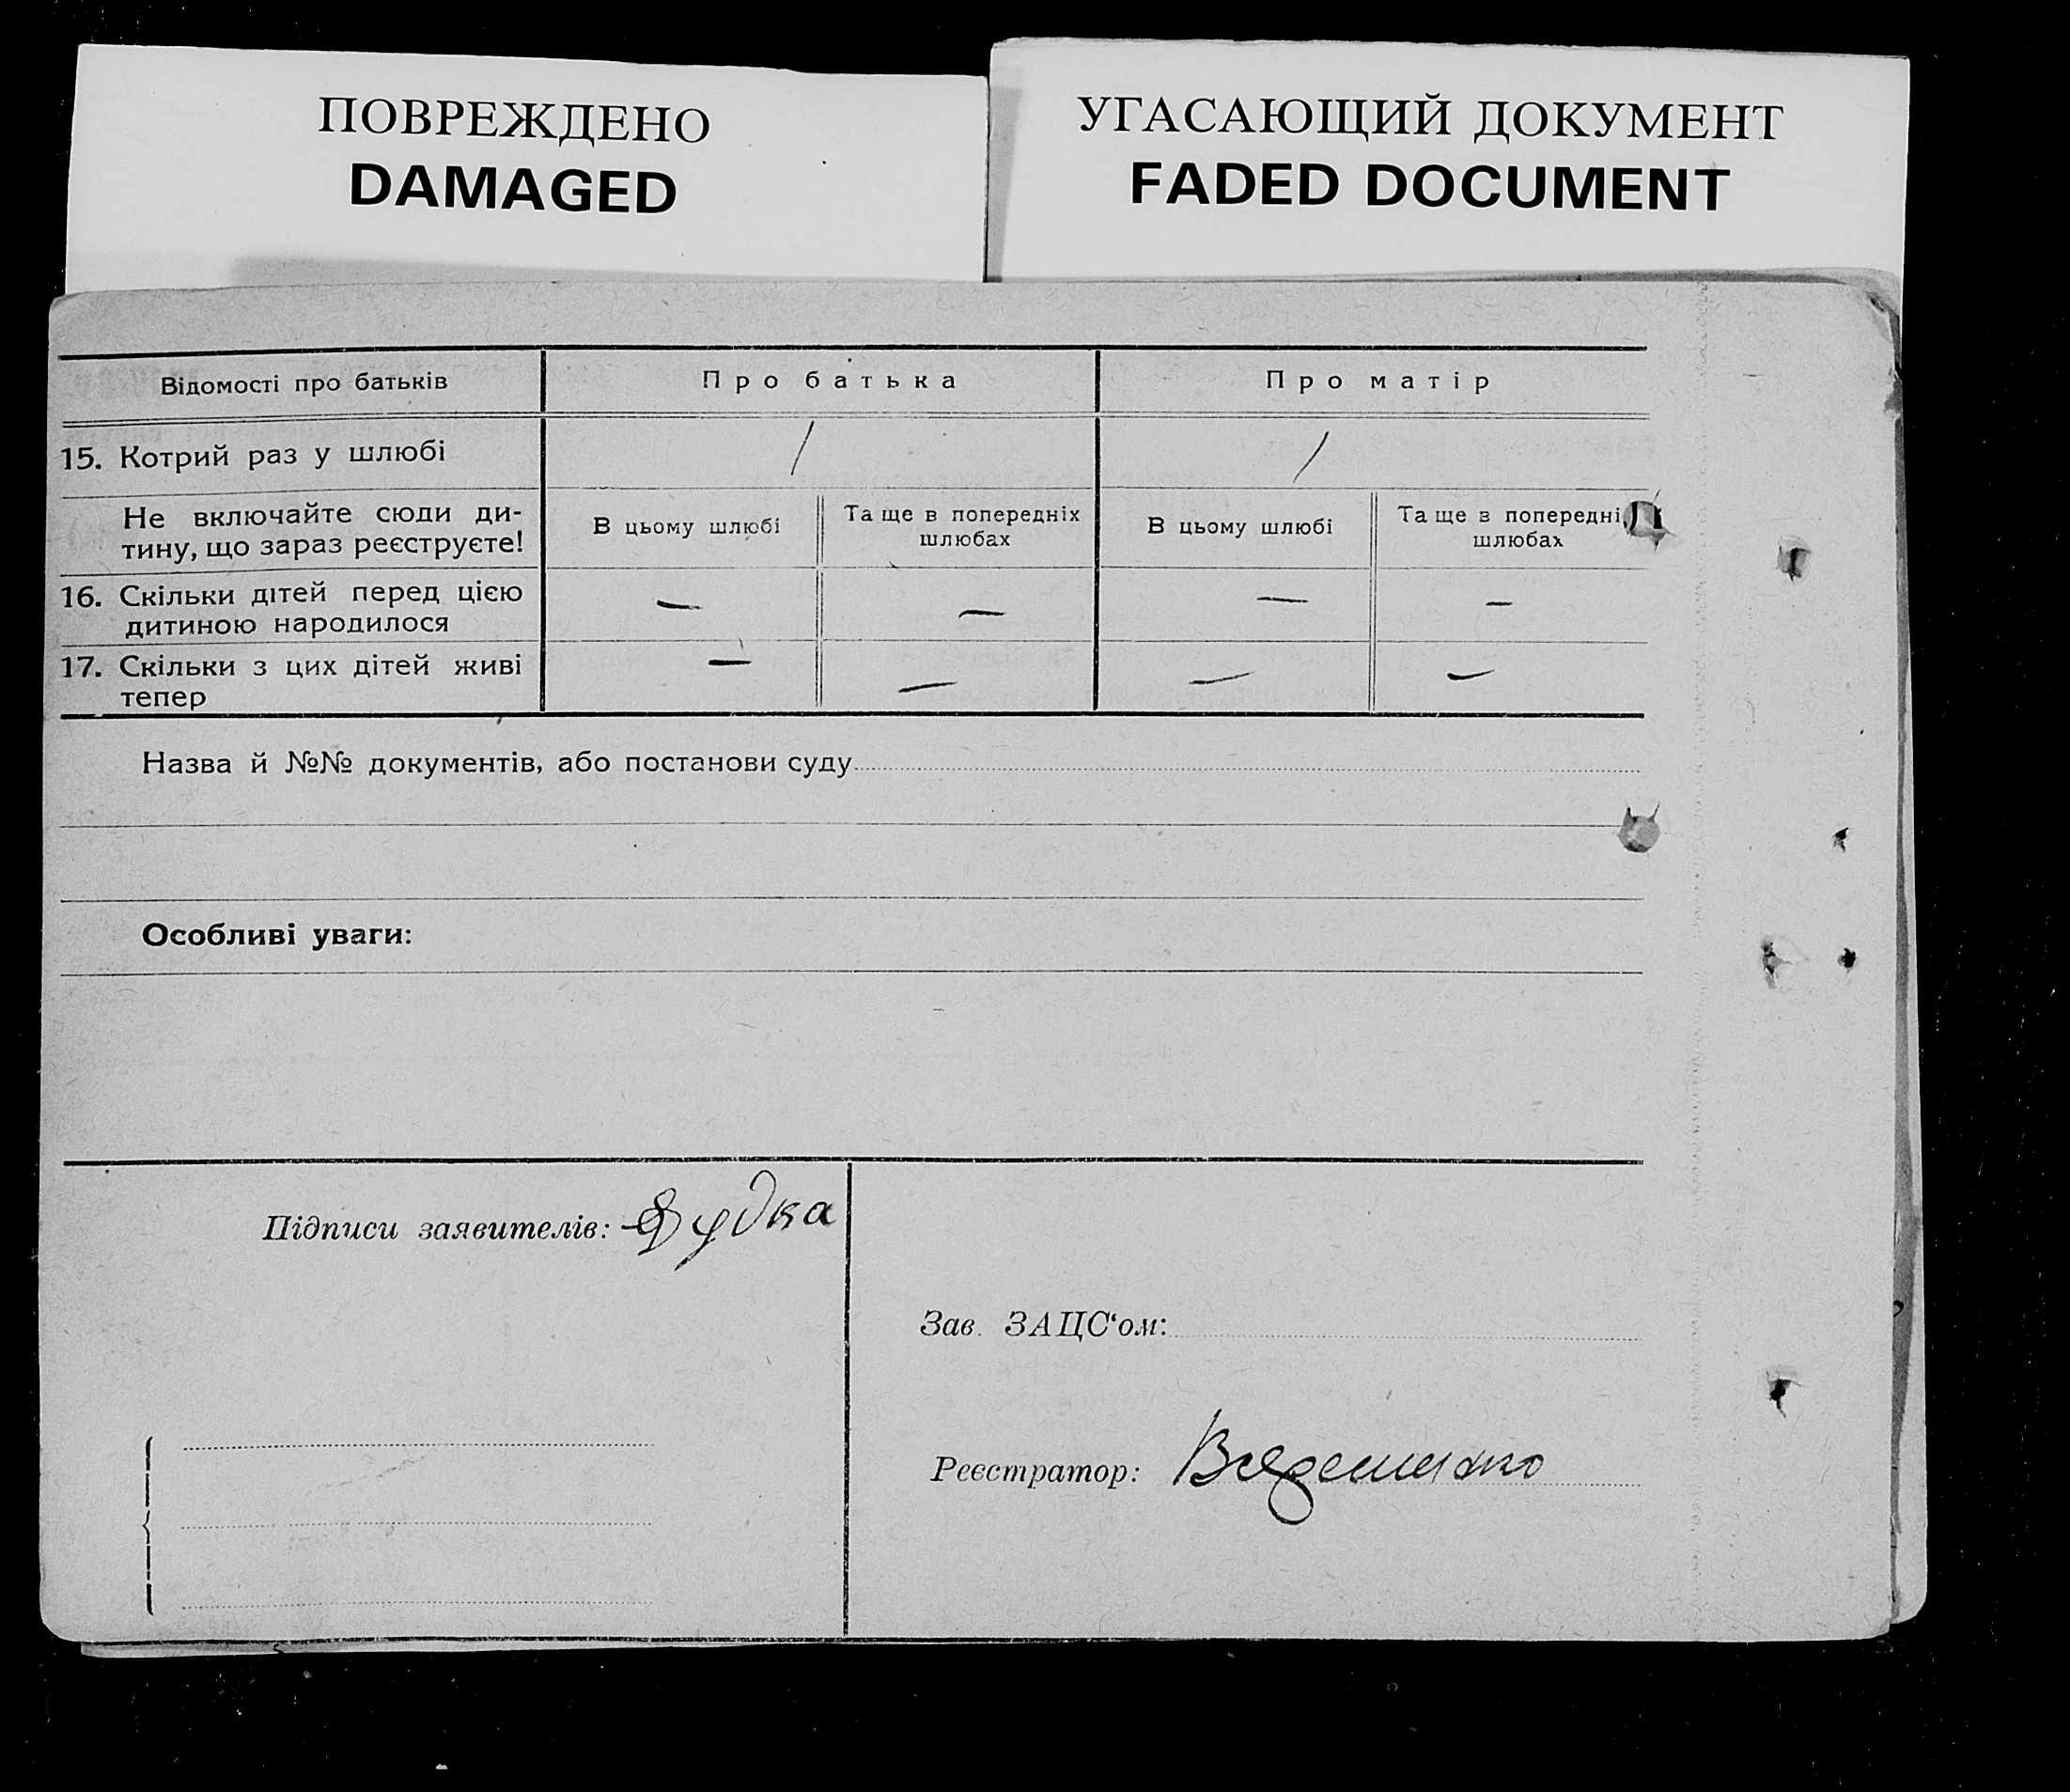 ПОВРЕЖДЕНО
DAMAGED
УГАСАЮЩИЙ ДОКУМЕНТ
FADED DOCUMENT
Відомості про батьків
Про батька
Про матір
15. Котрий раз у шлюбі
/
/
Не включайте сюди ди-
тину, що зараз реєструєте!
В цьому шлюбі
Та ще в попередніх
шлюбах
В цьому шлюбі
Та ще в попередніх
шлюбах
16. Скільки дітей перед цією
дитиною народилося
— — — —
17. Скільки з цих дітей живі
тепер
— — — —
Назва й №№ документів, або постанови суду
Особливі уваги:
Підписи заявителів:
Зав. ЗАЦС‘ом:
Реєстратор: